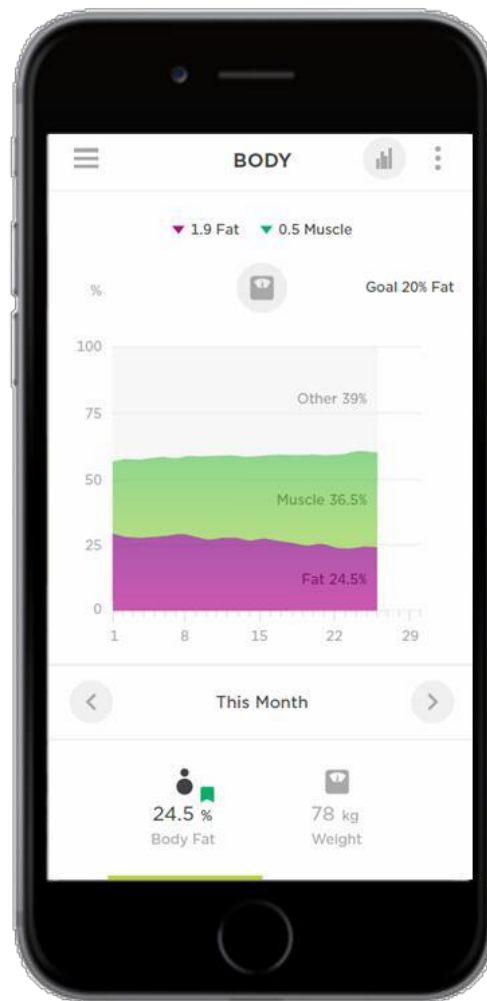 BODY
▼ 1.9 Fat ▼ 0.5 Muscle
% Goal 20% Fat
100
Other 39%
75
50
Muscle 36.5%
25
Fat 24.5%
0
1 8 15 22 29
This Month
24.5 % 78 kg
Body Fat Weight